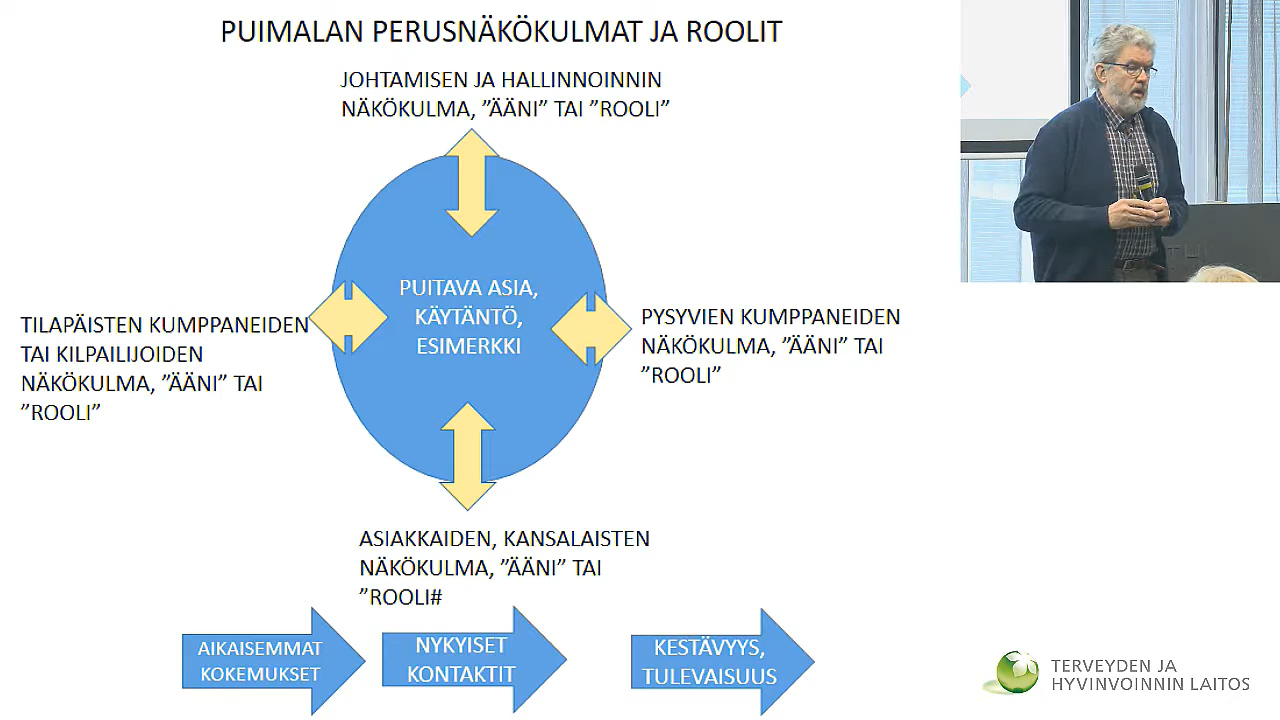 PUIMALAN PERUSNÄKÖKULMAT JA ROOLIT
JOHTAMISEN JA HALLINNOINNIN
NÄKÖKULMA, ”ÄÄNI” TAI ”ROOLI”
PUITAVA ASIA,
KÄYTÄNTÖ,
ESIMERKKI
TILAPÄISTEN KUMPPANEIDEN
TAI KILPAILIJOIDEN
NÄKÖKULMA, ”ÄÄNI” TAI
”ROOLI”
PYSYVIEN KUMPPANEIDEN
NÄKÖKULMA, ”ÄÄNI” TAI
”ROOLI”
ASIAKKAIDEN, KANSALAISTEN
NÄKÖKULMA, ”ÄÄNI” TAI
”ROOLI#
AIKAISEMMAT
KOKEMUKSET
NYKYISET
KONTAKTIT
KESTÄVYYS,
TULEVAISUUS
TERVEYDEN JA
HYVINVOINNIN LAITOS